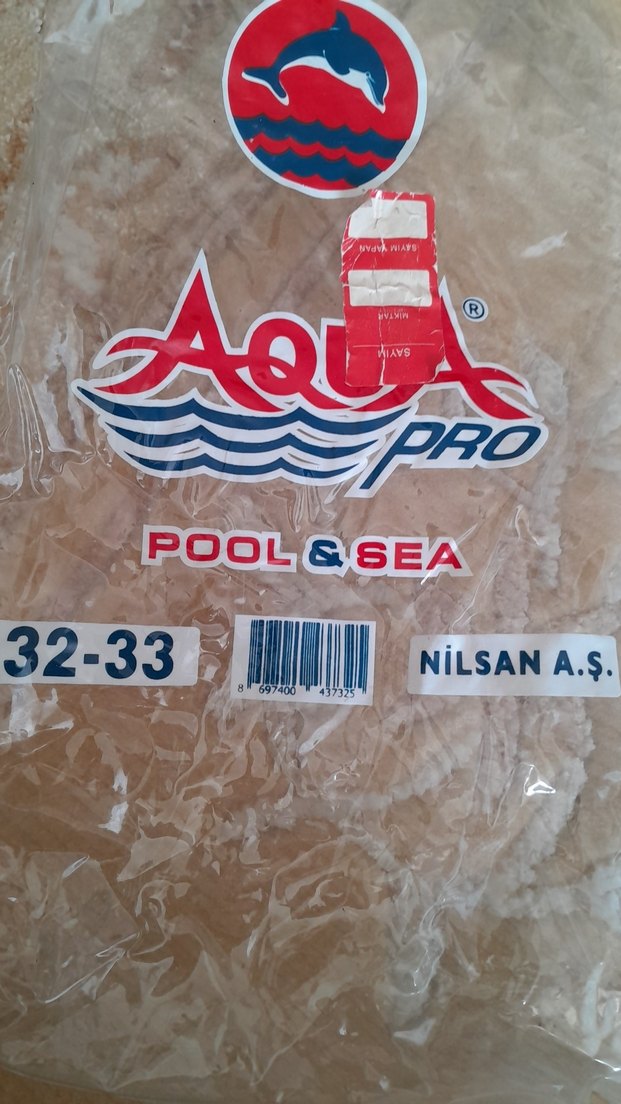 SAYIM YAPAN
MİKTAR
SAYIM
AQUA ®
PRO
POOL & SEA
32-33
8 697400 437325
NİLSAN A.Ş.